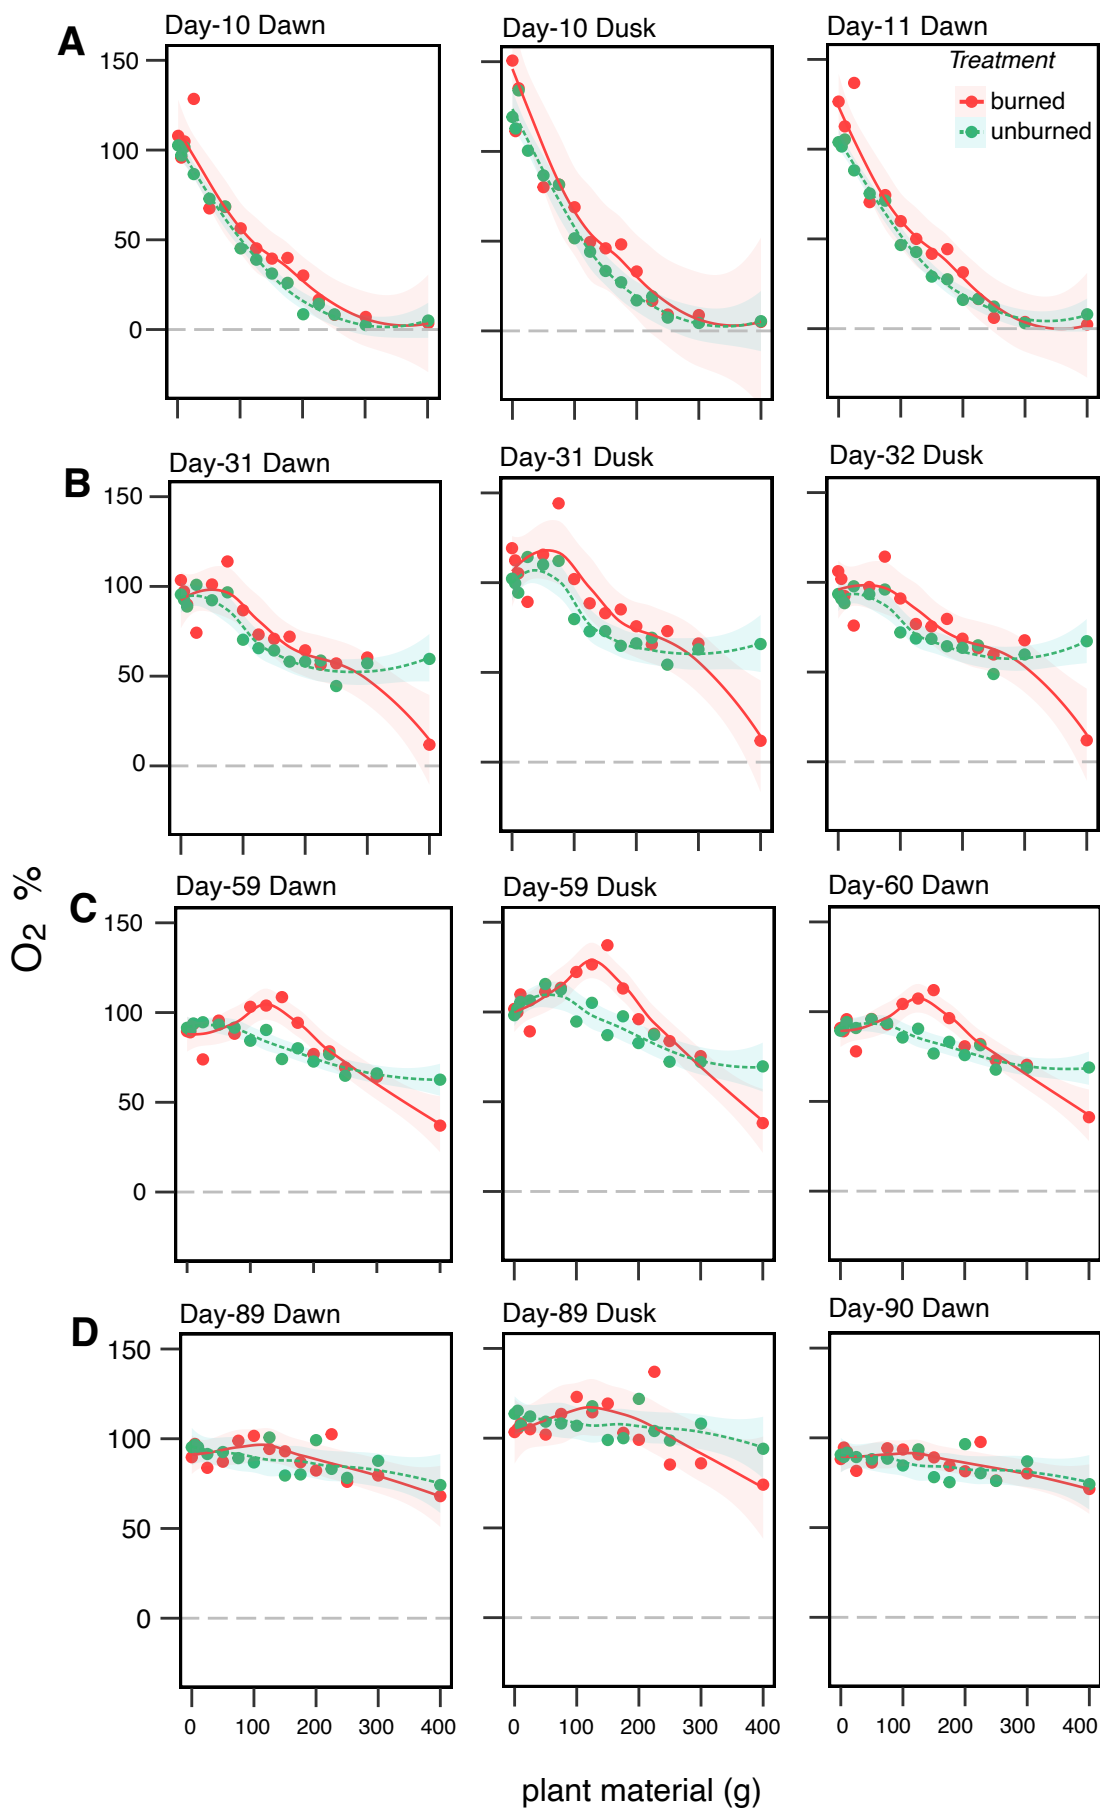 A
Day-10 Dawn
Day-10 Dusk
Day-11 Dawn
Treatment
burned
unburned
150
100
50
0
B
Day-31 Dawn
Day-31 Dusk
Day-32 Dusk
150
100
50
0
O2 %
C
Day-59 Dawn
Day-59 Dusk
Day-60 Dawn
150
100
50
0
D
Day-89 Dawn
Day-89 Dusk
Day-90 Dawn
150
100
50
0
0 100 200 300 400
0 100 200 300 400
0 100 200 300 400
plant material (g)